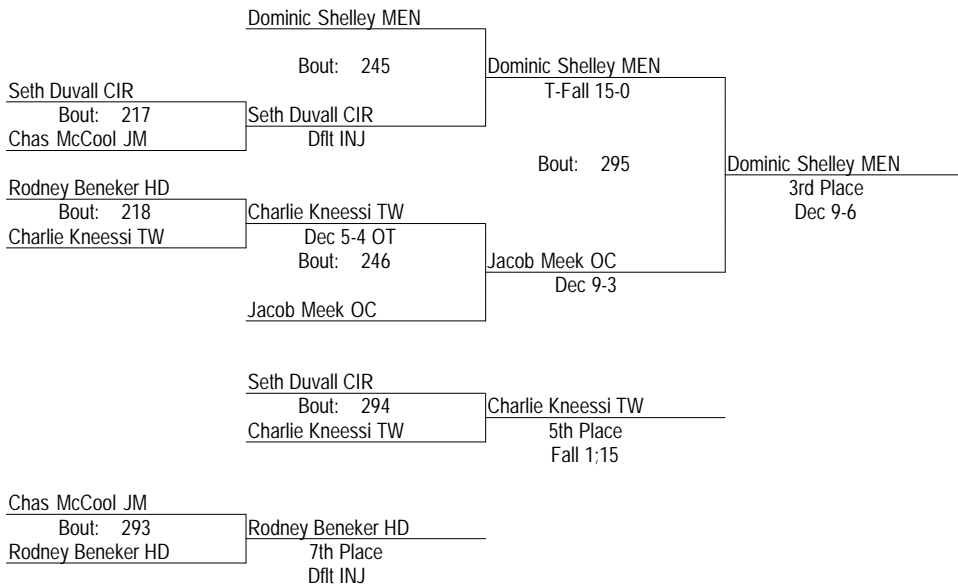 Dominic Shelley MEN
Bout: 245
Dominic Shelley MEN
T-Fall 15-0
Seth Duvall CIR
Bout: 217
Chas McCool JM
Seth Duvall CIR
Dflt INJ
Bout: 295
Dominic Shelley MEN
3rd Place
Dec 9-6
Rodney Beneker HD
Bout: 218
Charlie Kneessi TW
Charlie Kneessi TW
Dec 5-4 OT
Bout: 246
Jacob Meek OC
Dec 9-3
Jacob Meek OC
Seth Duvall CIR
Bout: 294
Charlie Kneessi TW
Charlie Kneessi TW
5th Place
Fall 1;15
Chas McCool JM
Bout: 293
Rodney Beneker HD
Rodney Beneker HD
7th Place
Dflt INJ